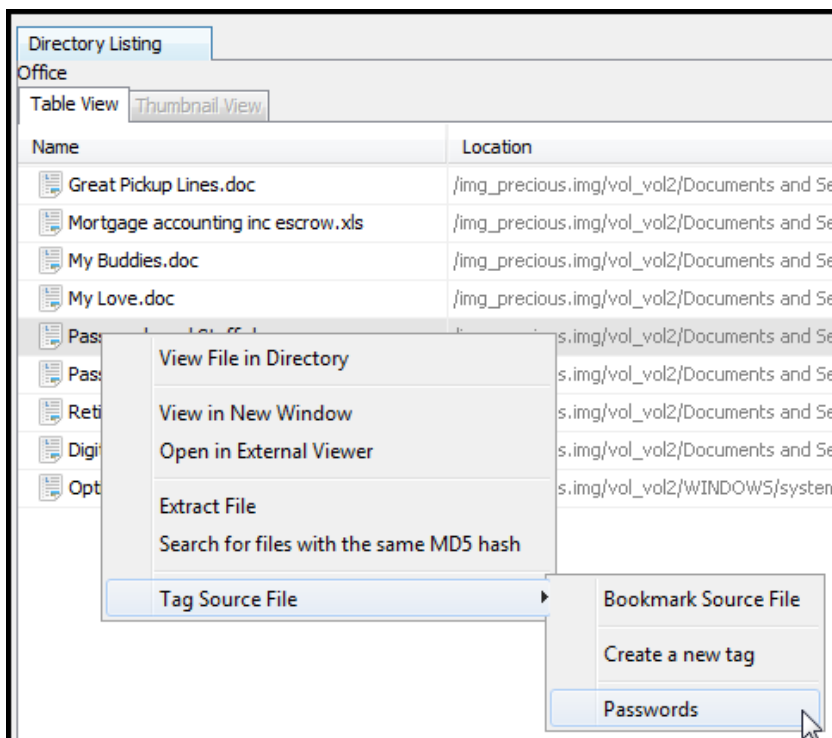 Directory Listing
Office
Table View Thumbnail View
Name Location
Great Pickup Lines.doc /img_precious.img/vol_vol2/Documents and Se
Mortgage accounting inc escrow.xls /img_precious.img/vol_vol2/Documents and Se
My Buddies.doc /img_precious.img/vol_vol2/Documents and Se
My Love.doc /img_precious.img/vol_vol2/Documents and Se
s.img/vol_vol2/Documents and Se
View File in Directory
Pass s.img/vol_vol2/Documents and Se
View in New Window
Reti s.img/vol_vol2/Documents and Se
Open in External Viewer
Digit s.img/vol_vol2/Documents and Se
Opt s.img/vol_vol2/WINDOWS/system
Extract File
Search for files with the same MD5 hash
Tag Source File
Bookmark Source File
Create a new tag
Passwords